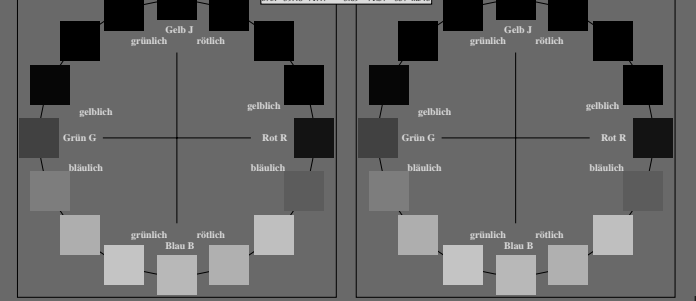 Gelb J Gelb J
grünlich rötlich grünlich rötlich
gelblich gelblich gelblich gelblich
Grün G Rot R Grün G Rot R
bläulich bläulich bläulich bläulich
grünlich rötlich grünlich rötlich
Blau B Blau B